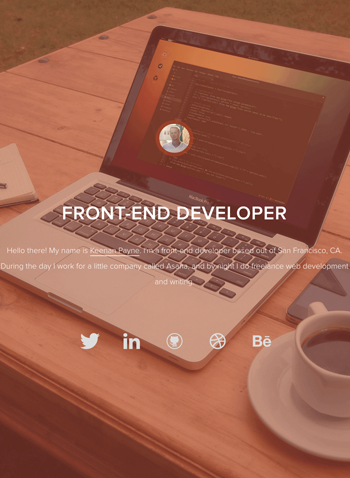 FRONT-END DEVELOPER
Hello there! My name is Keenan Payne, I'm a front-end developer based out of San Francisco, CA.
During the day I work for a little company called Asana, and by night I do freelance web development
and writing.
in
Bē